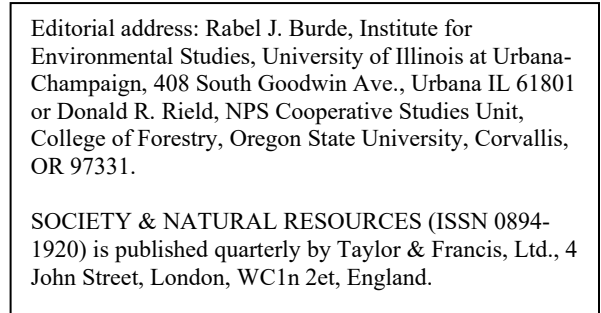 Editorial address: Rabel J. Burde, Institute for
Environmental Studies, University of Illinois at Urbana-
Champaign, 408 South Goodwin Ave., Urbana IL 61801
or Donald R. Rield, NPS Cooperative Studies Unit,
College of Forestry, Oregon State University, Corvallis,
OR 97331.
SOCIETY & NATURAL RESOURCES (ISSN 0894-
1920) is published quarterly by Taylor & Francis, Ltd., 4
John Street, London, WC1n 2et, England.